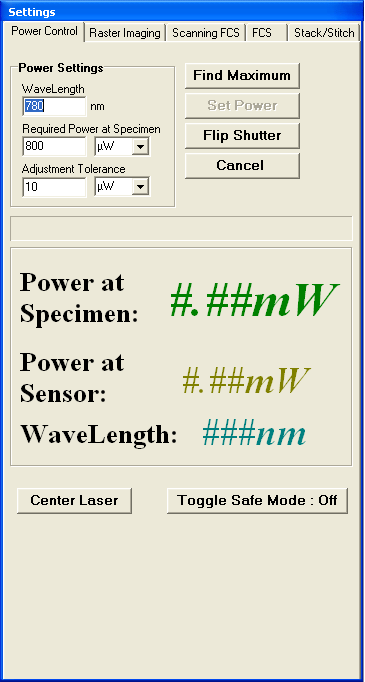 Settings
Power Control Raster Imaging Scanning FCS FCS Stack/Stitch
Power Settings
WaveLength
780 nm
Required Power at Specimen
800 µW
Adjustment Tolerance
10 µW
Find Maximum
Set Power
Flip Shutter
Cancel
Power at
Specimen:
#.##mW
Power at
Sensor:
#.##mW
WaveLength: ###nm
Center Laser Toggle Safe Mode : Off